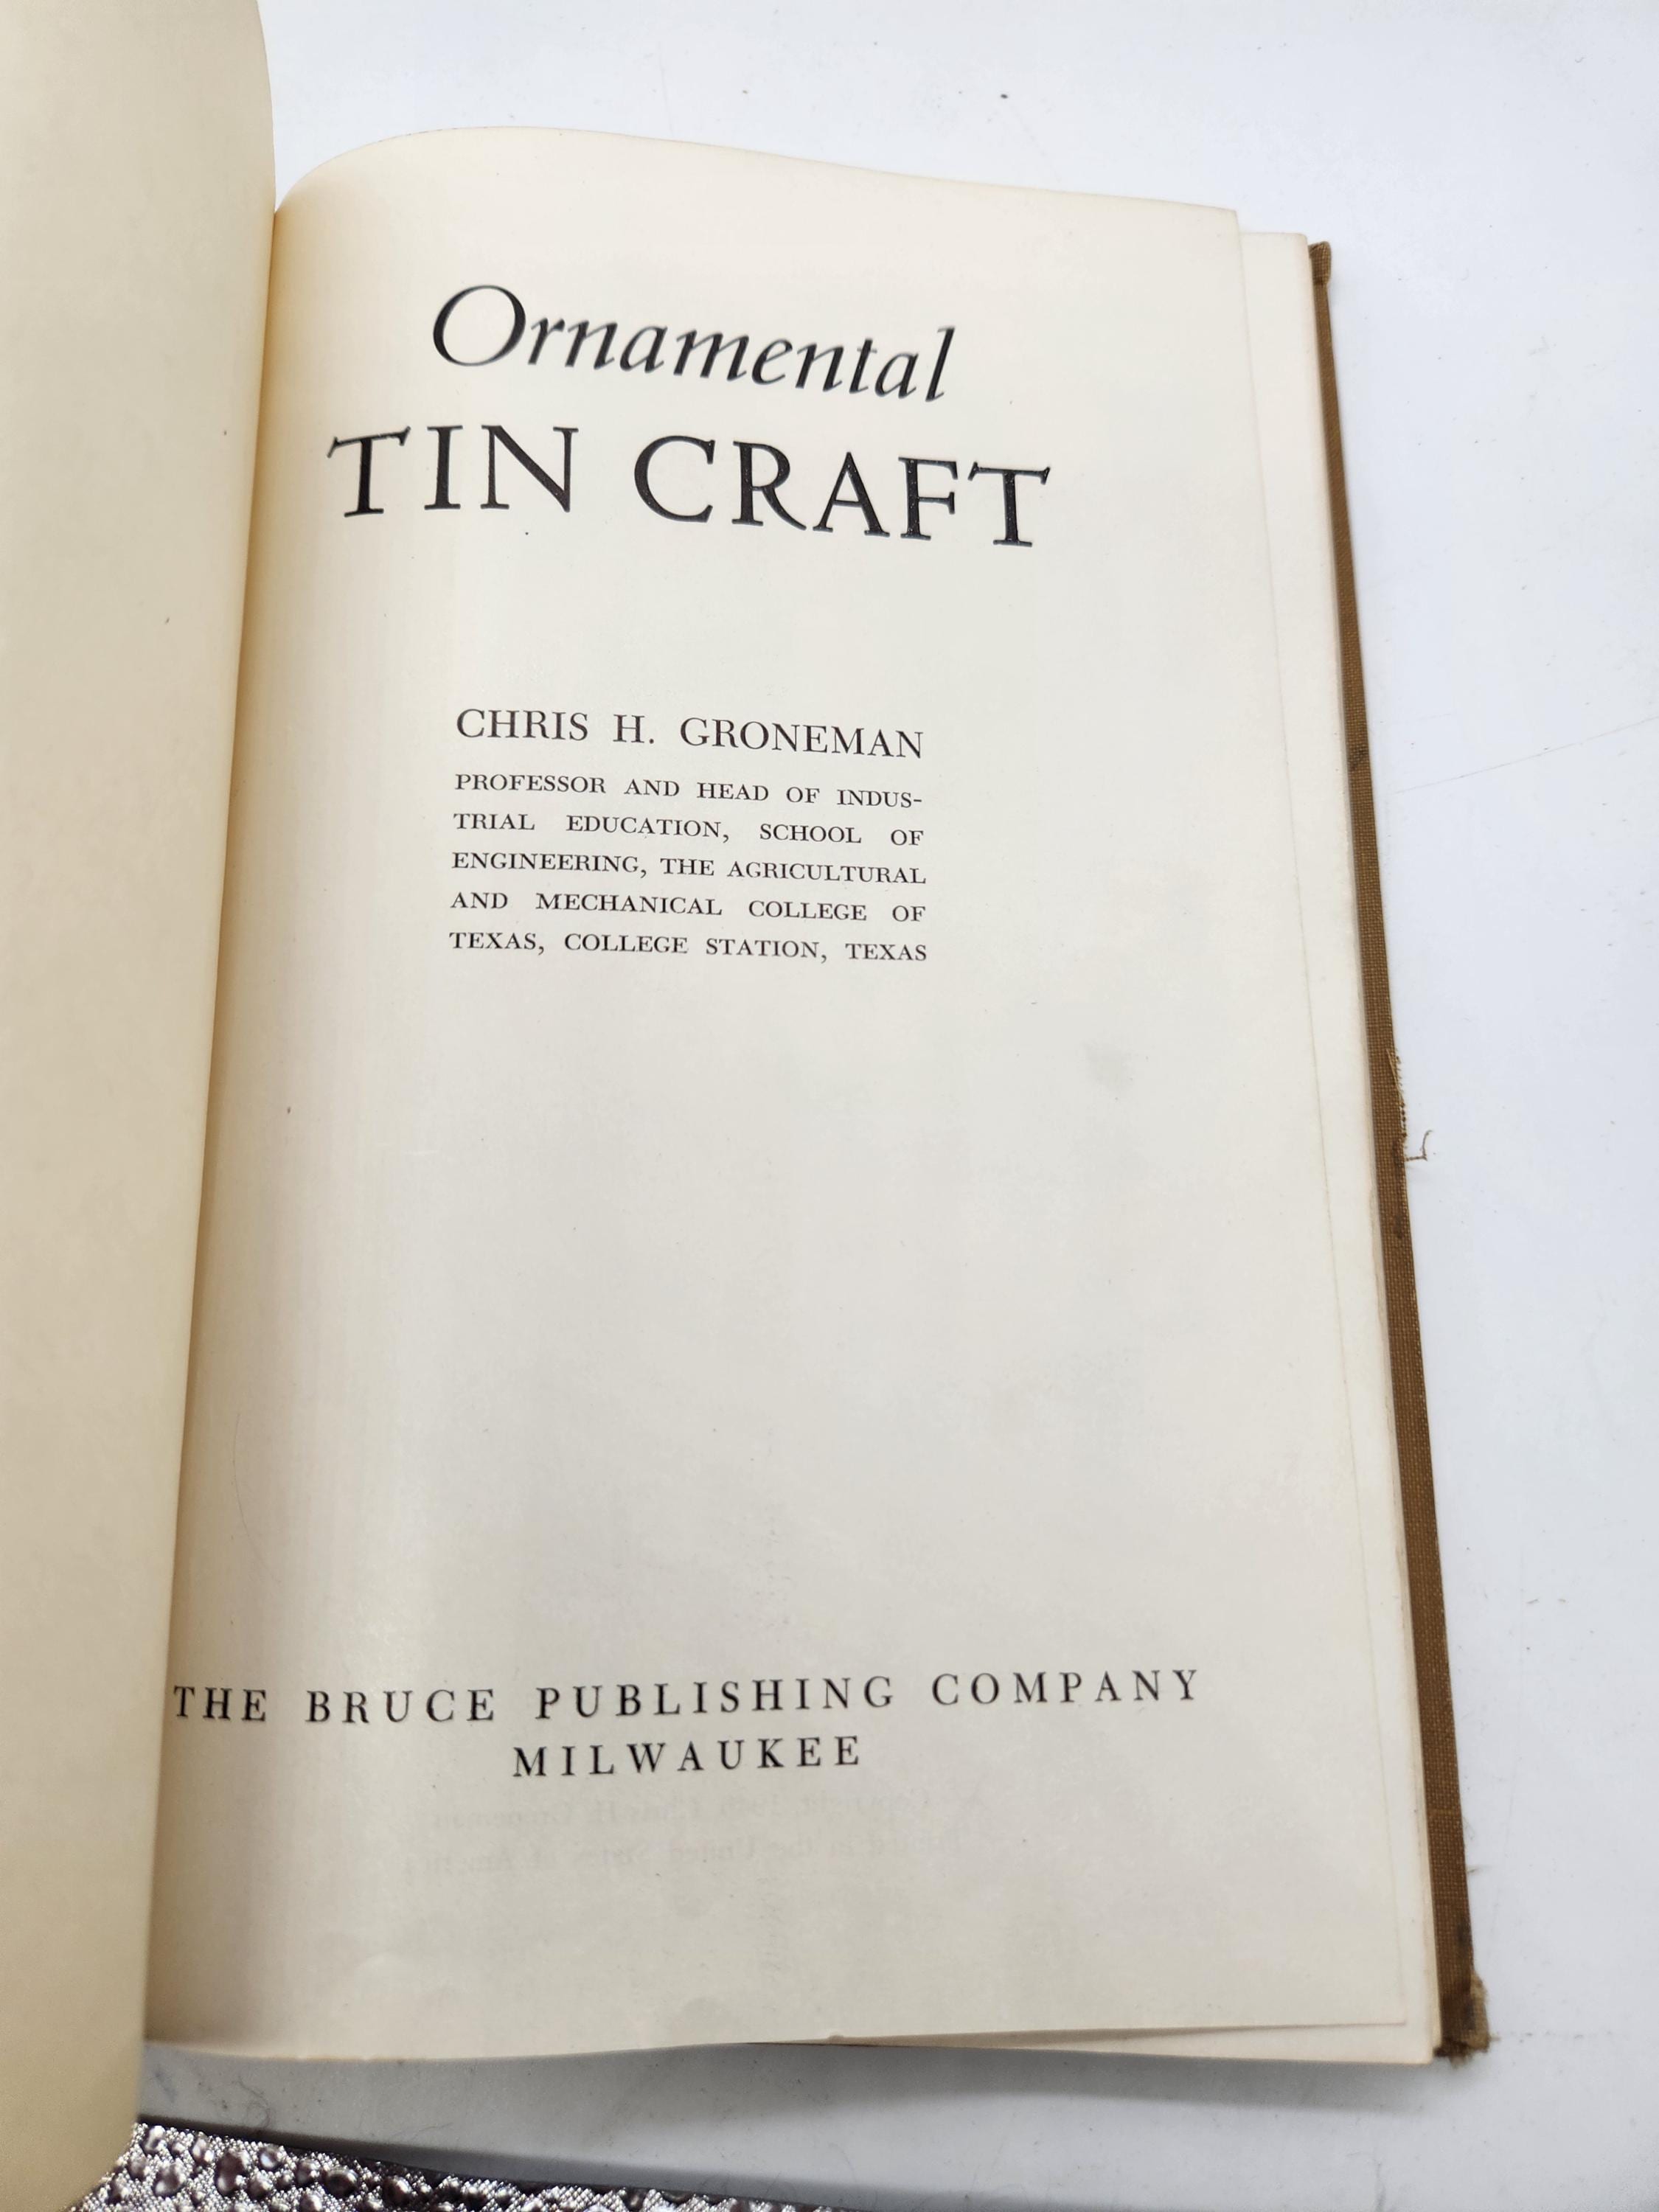 Ornamental
TIN CRAFT
CHRIS H. GRONEMAN
PROFESSOR AND HEAD OF INDUS-
TRIAL EDUCATION, SCHOOL OF
ENGINEERING, THE AGRICULTURAL
AND MECHANICAL COLLEGE OF
TEXAS, COLLEGE STATION, TEXAS
THE BRUCE PUBLISHING COMPANY
MILWAUKEE